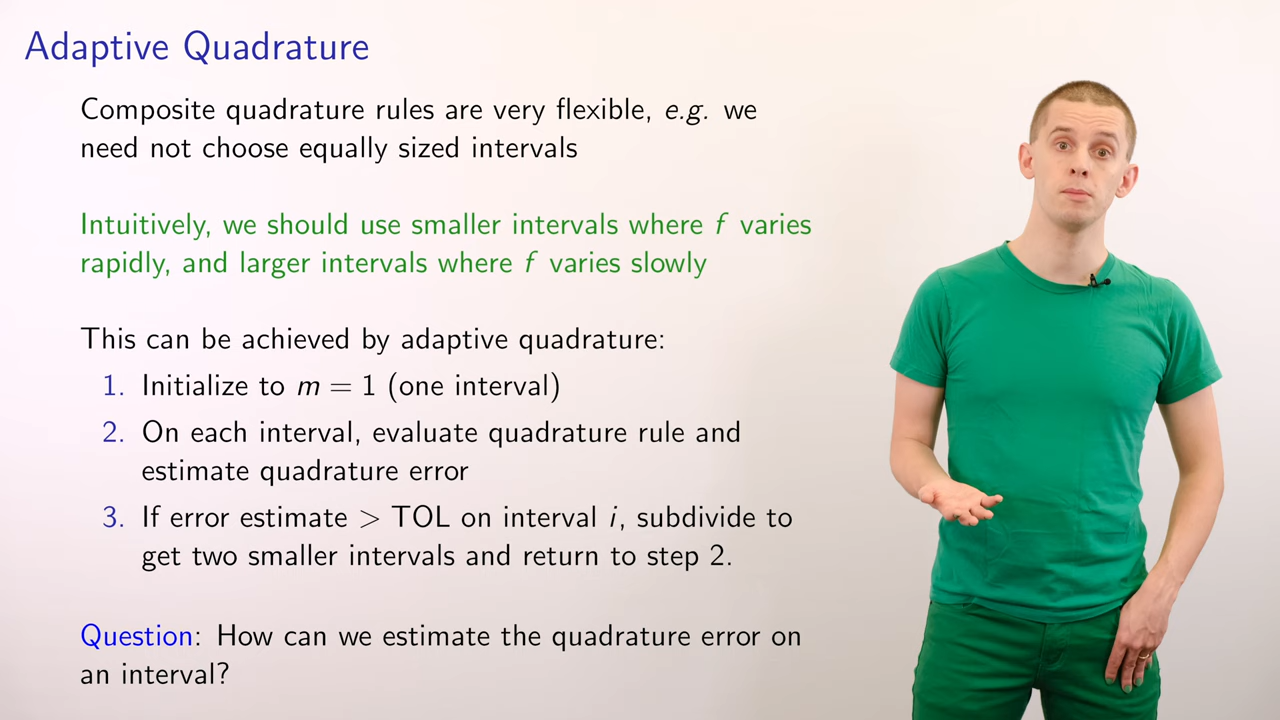 Adaptive Quadrature
Composite quadrature rules are very flexible, e.g. we
need not choose equally sized intervals
Intuitively, we should use smaller intervals where f varies
rapidly, and larger intervals where f varies slowly
This can be achieved by adaptive quadrature:
1. Initialize to m = 1 (one interval)
2. On each interval, evaluate quadrature rule and
estimate quadrature error
3. If error estimate > TOL on interval i, subdivide to
get two smaller intervals and return to step 2.
Question: How can we estimate the quadrature error on
an interval?